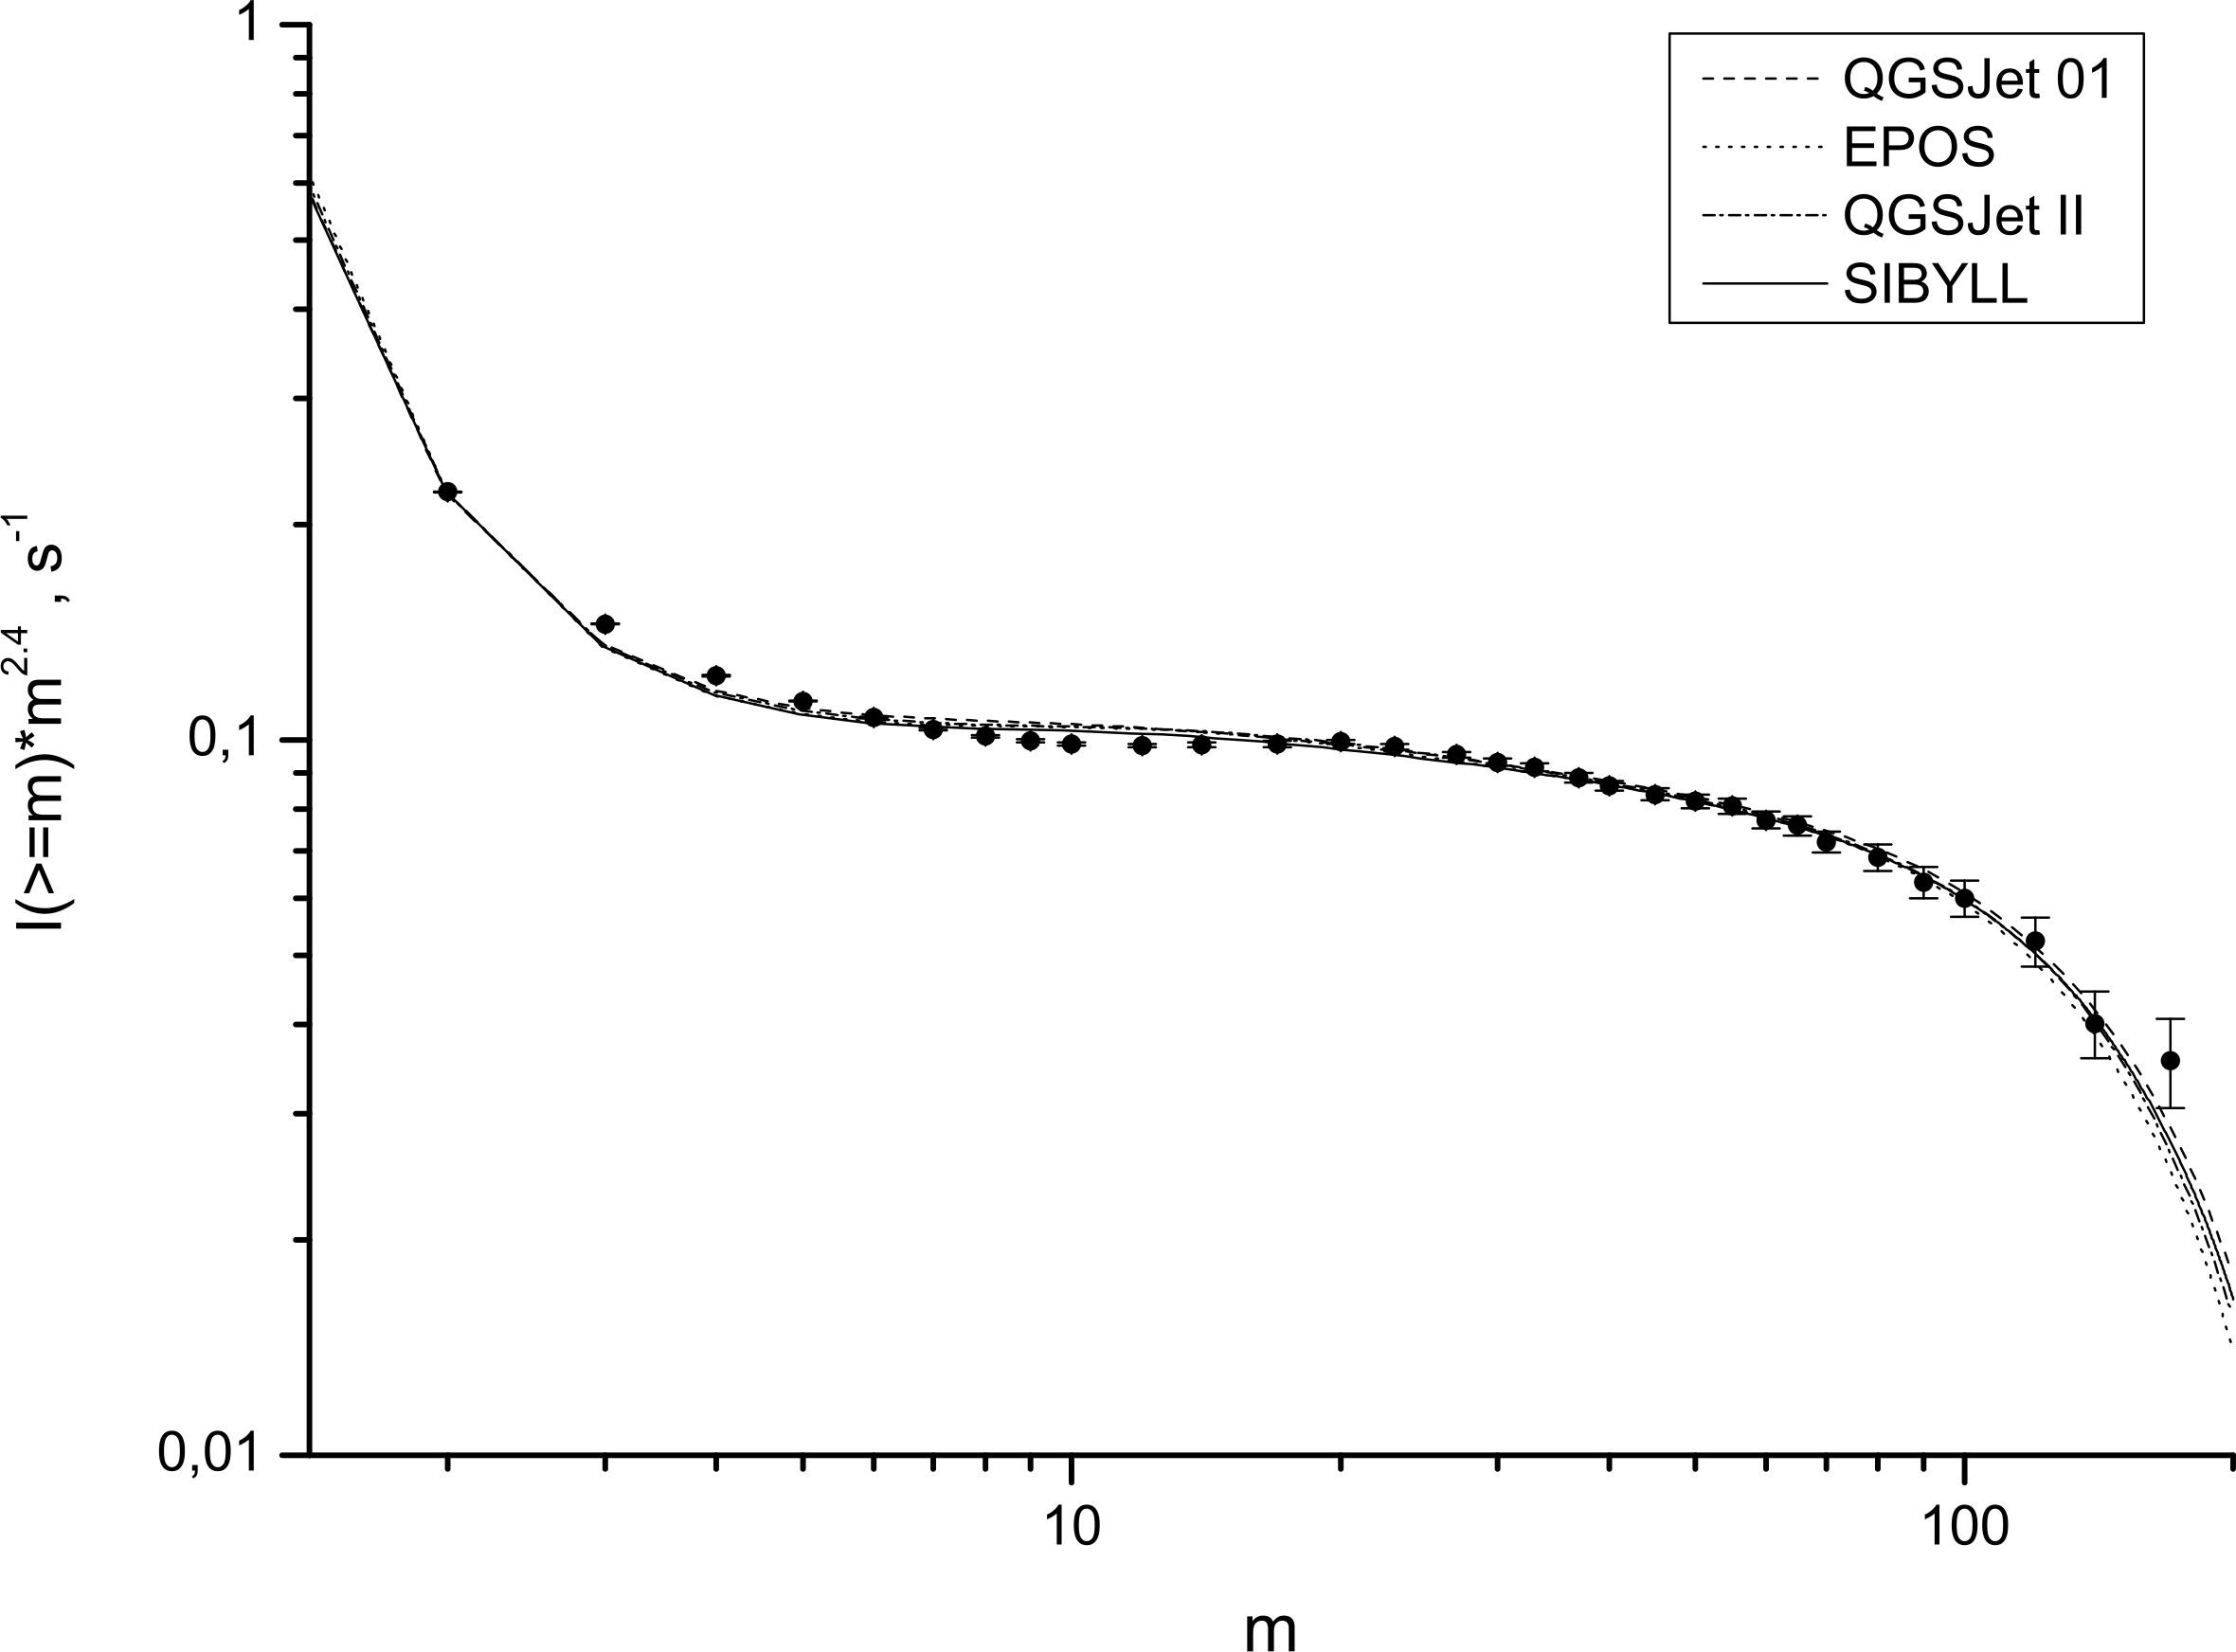 1
0,1
0,01
I(>=m)*m^2.4 , s^-1
QGSJet 01
EPOS
QGSJet II
SIBYLL
10
100
m